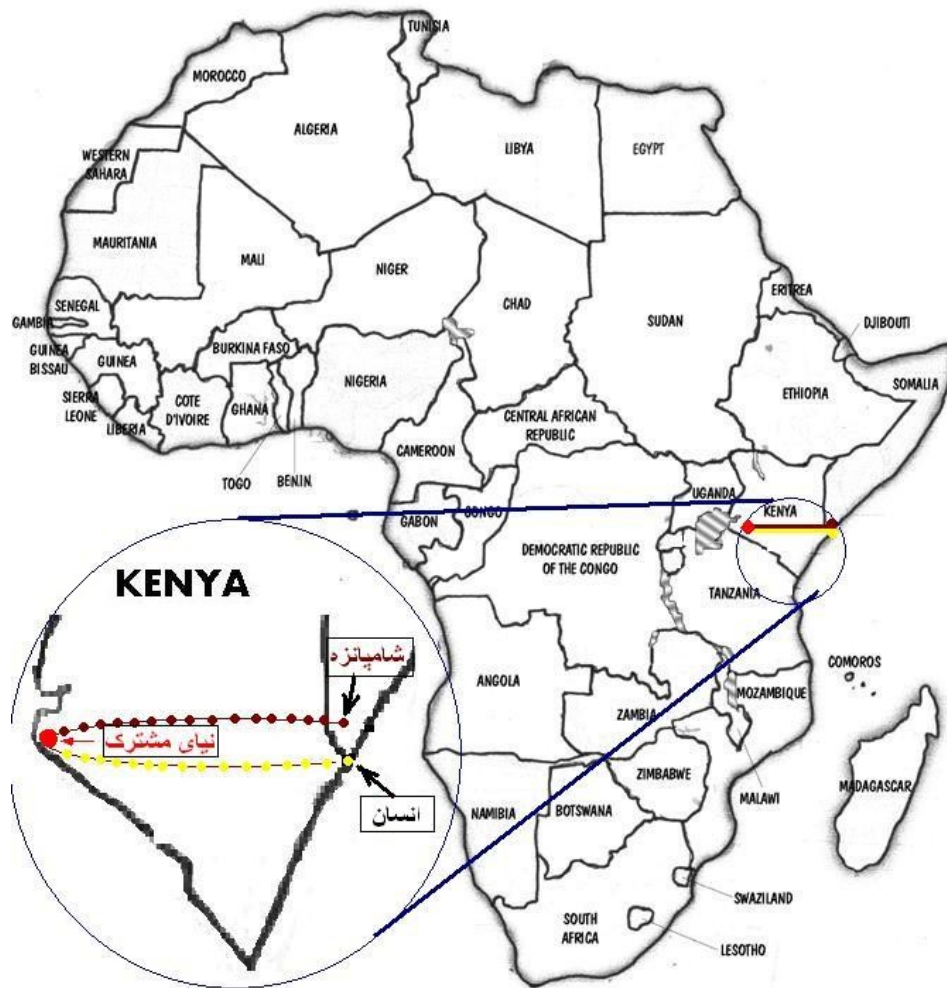 TUNISIA
MOROCCO
ALGERIA
LIBYA
EGYPT
WESTERN
SAHARA
MAURITANIA
MALI
NIGER
CHAD
SUDAN
ERITREA
DJIBOUTI
SENEGAL
GAMBIA
GUINEA
BISSAU
GUINEA
BURKINA FASO
NIGERIA
ETHIOPIA
SOMALIA
SIERRA
LEONE
LIBERIA
COTE
D'IVOIRE
GHANA
TOGO
BENIN
CAMEROON
CENTRAL AFRICAN
REPUBLIC
UGANDA
KENYA
GABON
CONGO
DEMOCRATIC REPUBLIC
OF THE CONGO
TANZANIA
KENYA
شامپانزه
نیای مشترک
انسان
ANGOLA
ZAMBIA
COMOROS
MOZAMBIQUE
ZIMBABWE
MALAWI
MADAGASCAR
NAMIBIA
BOTSWANA
SWAZILAND
SOUTH
AFRICA
LESOTHO